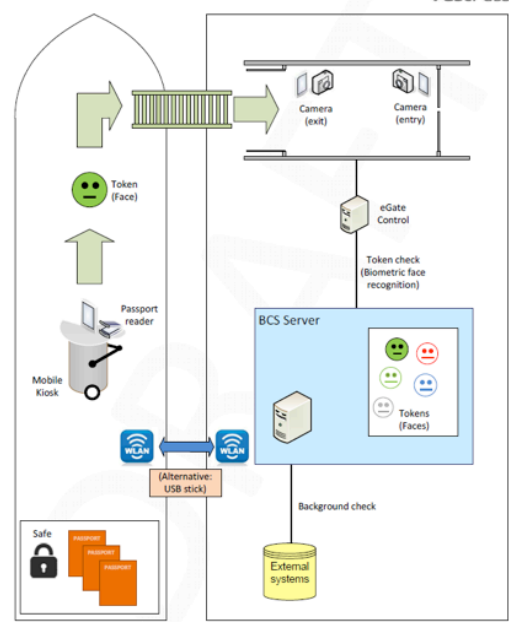 Camera
(exit)
Camera
(entry)
Token
(Face)
eGate
Control
Token check
(Biometric face
recognition)
Passport
reader
BCS Server
Mobile
Kiosk
Tokens
(Faces)
WLAN
WLAN
(Alternative:
USB stick)
Background check
Safe
PASSPORT
PASSPORT
PASSPORT
External
systems